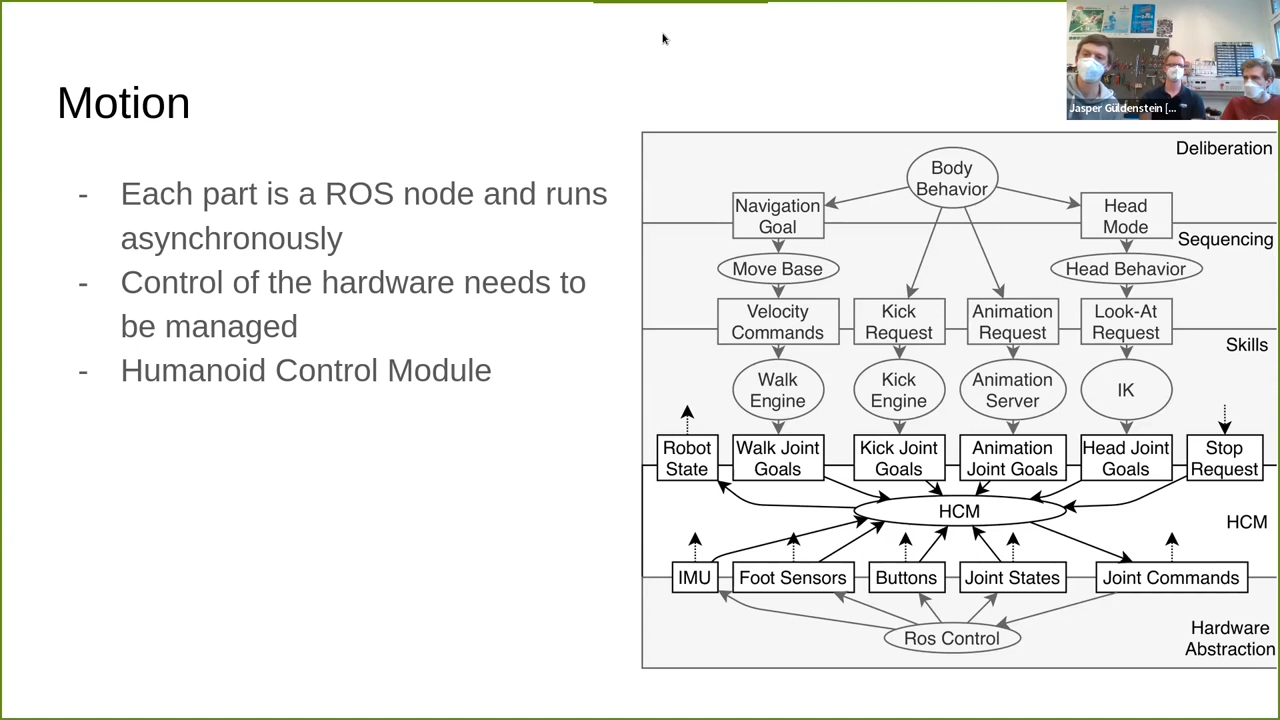 Jasper Güldenstein [...
Motion
- Each part is a ROS node and runs
asynchronously
- Control of the hardware needs to
be managed
- Humanoid Control Module
Deliberation
Body
Behavior
Navigation
Goal
Head
Mode
Sequencing
Move Base
Head Behavior
Velocity
Commands
Kick
Request
Animation
Request
Look-At
Request
Skills
Walk
Engine
Kick
Engine
Animation
Server
IK
Robot
State
Walk Joint
Goals
Kick Joint
Goals
Animation
Joint Goals
Head Joint
Goals
Stop
Request
HCM
HCM
IMU
Foot Sensors
Buttons
Joint States
Joint Commands
Ros Control
Hardware
Abstraction